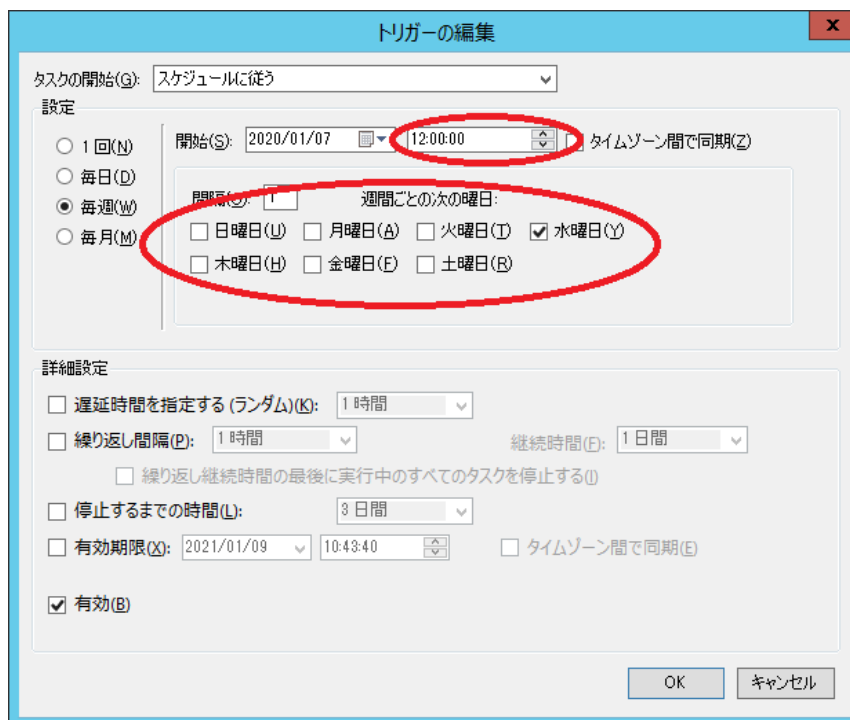 トリガーの編集
x
タスクの開始(G): スケジュールに従う
設定
1 回(N)
毎日(D)
毎週(W)
毎月(M)
開始(S): 2020/01/07 12:00:00 タイムゾーン間で同期(Z)
間隔 1 週間ごとの次の曜日:
日曜日(U) 月曜日(A) 火曜日(T) 水曜日(Y)
木曜日(H) 金曜日(F) 土曜日(R)
詳細設定
遅延時間を指定する (ランダム)(K): 1 時間
繰り返し間隔(P): 1 時間 継続時間(F): 1 日間
繰り返し継続時間の最後に実行中のすべてのタスクを停止する(I)
停止するまでの時間(L): 3 日間
有効期限(X): 2021/01/09 10:43:40 タイムゾーン間で同期(E)
有効(B)
OK キャンセル